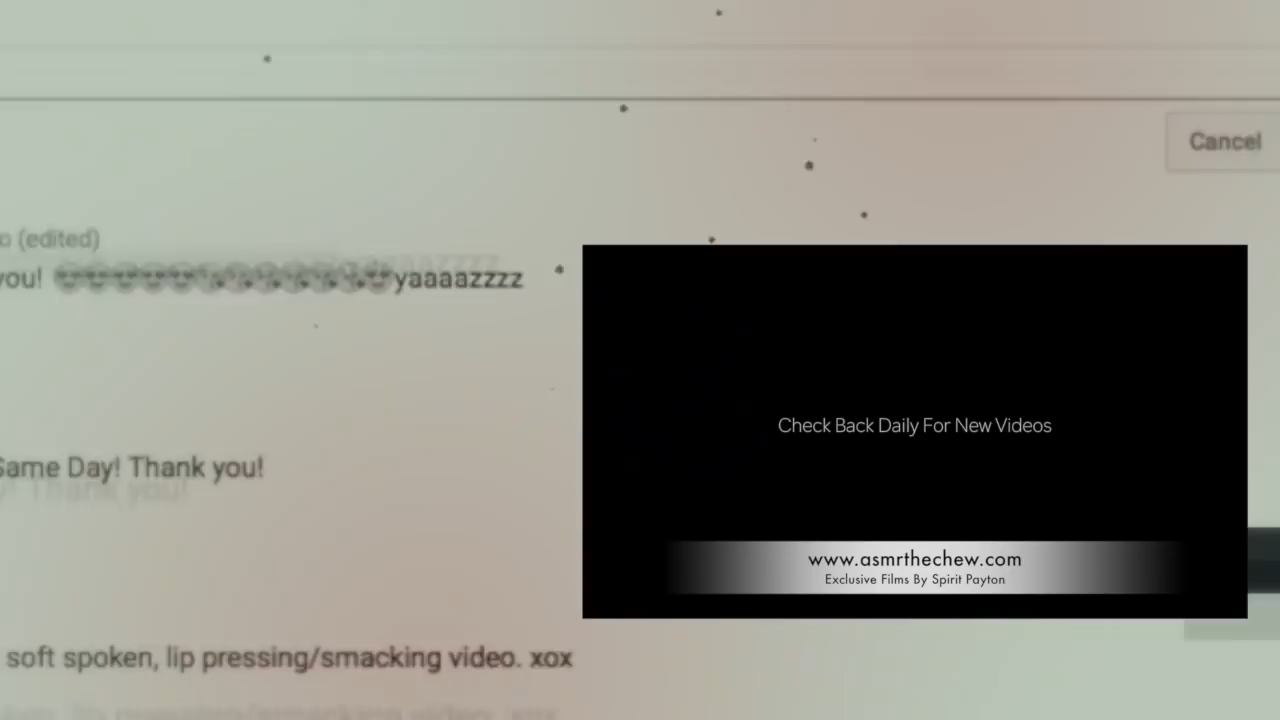 Cancel
(edited)
you! yaaaazzzz
Same Day! Thank you!
Check Back Daily For New Videos
www.asmrthechew.com
Exclusive Films By Spirit Payton
soft spoken, lip pressing/smacking video. xox